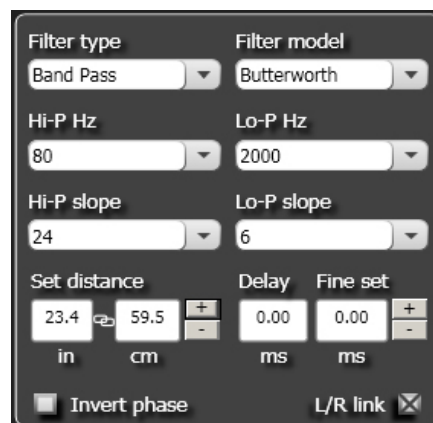 Filter type Filter model
Band Pass Butterworth
Hi-P Hz Lo-P Hz
80 2000
Hi-P slope Lo-P slope
24 6
Set distance Delay Fine set
23.4 59.5 + - 0.00 0.00 + -
in cm ms ms
Invert phase L/R link